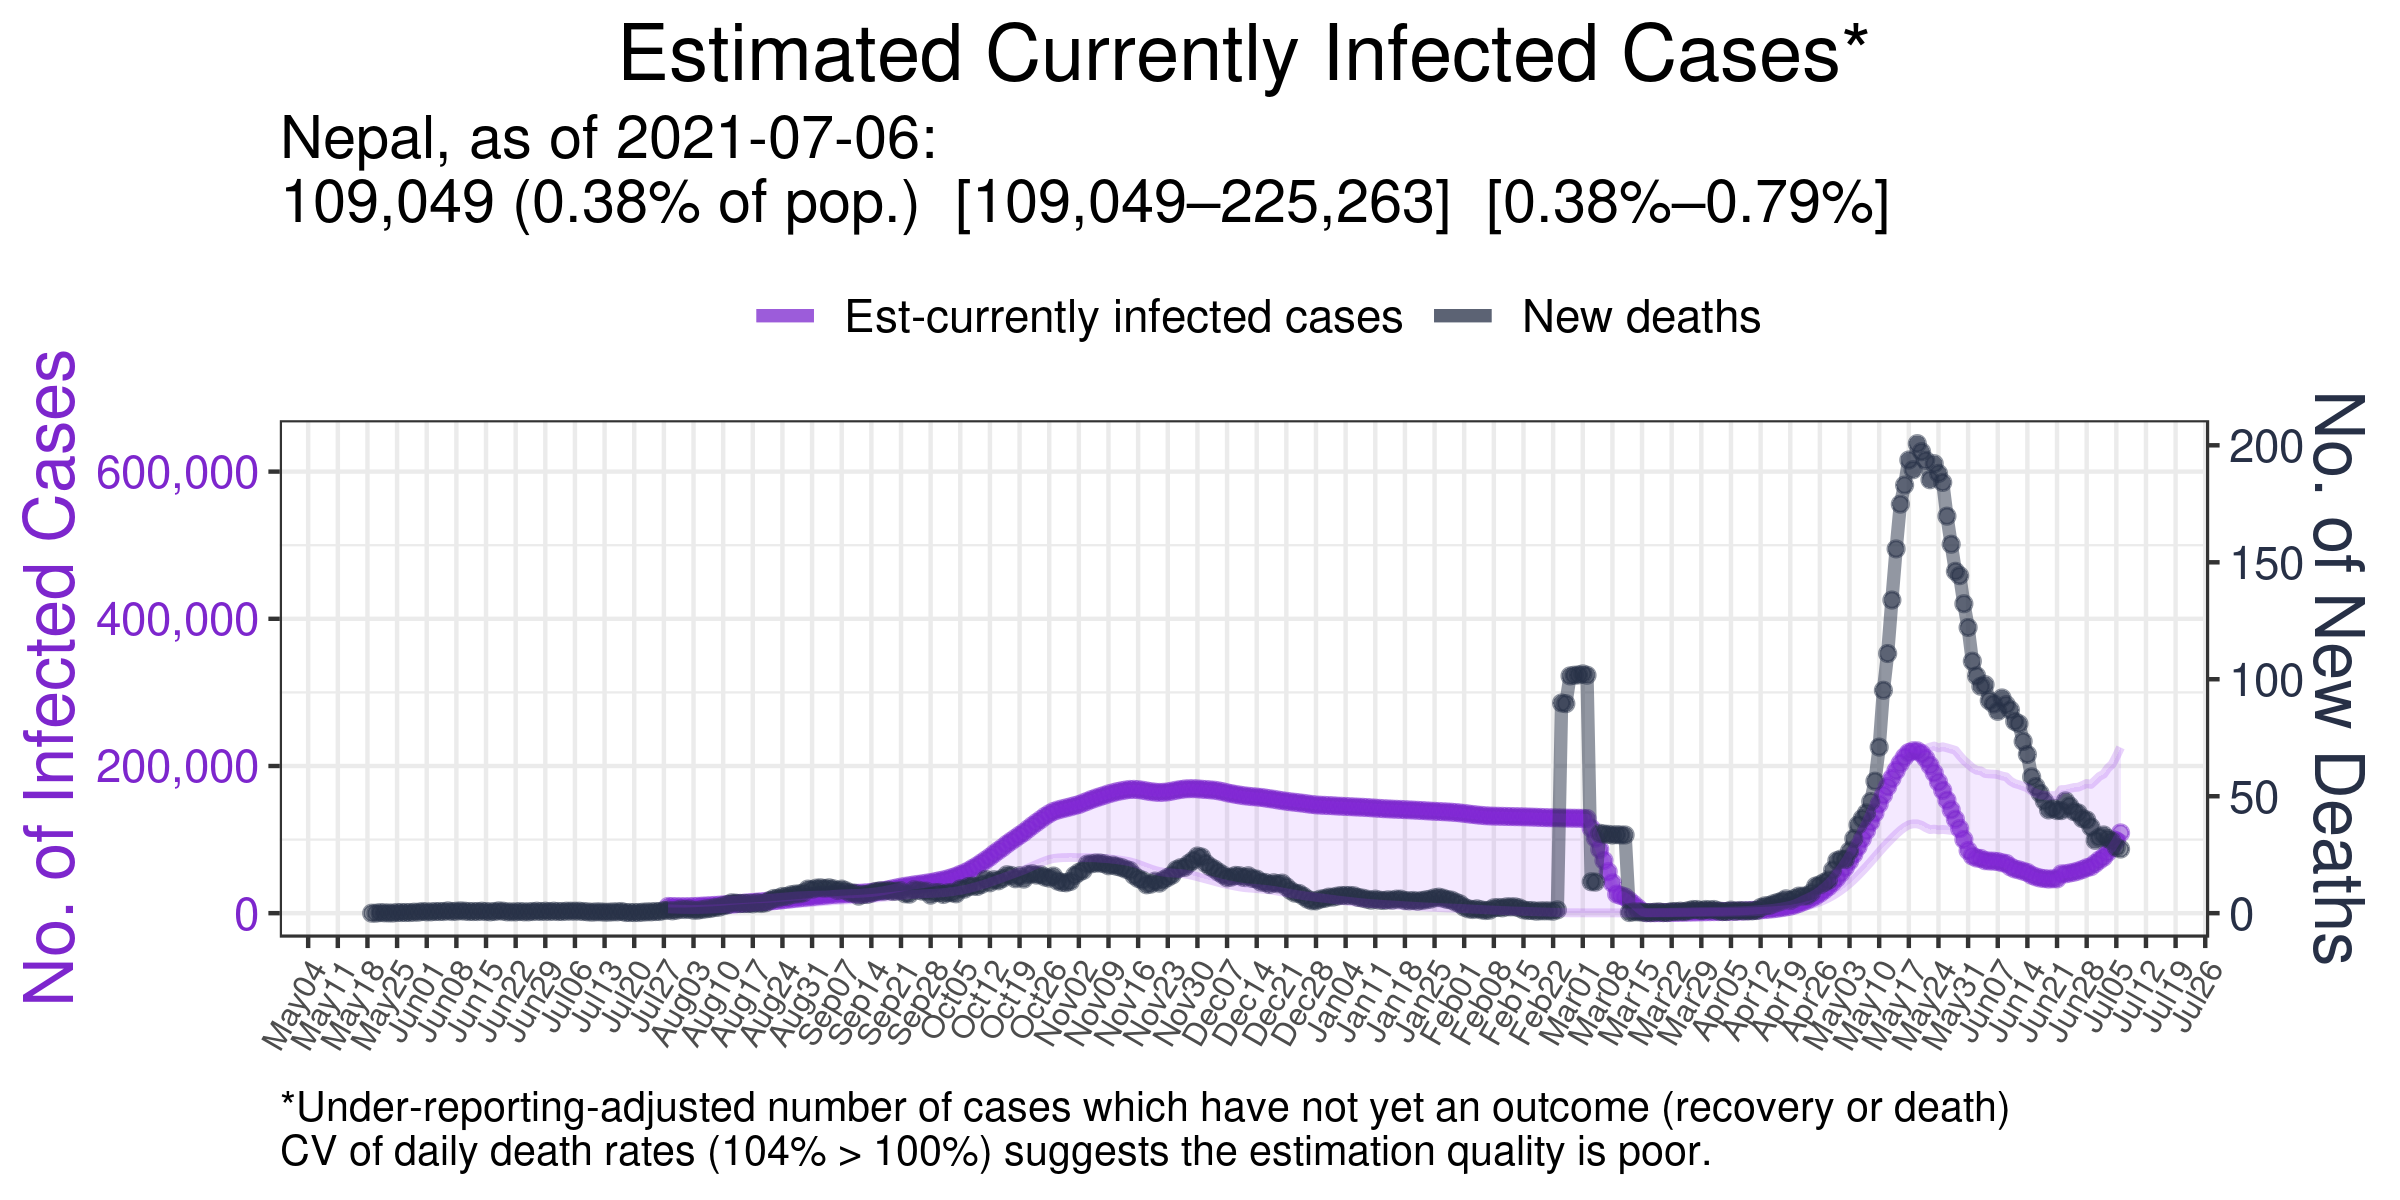 Estimated Currently Infected Cases*
Nepal, as of 2021-07-06:
109,049 (0.38% of pop.) [109,049–225,263] [0.38%–0.79%]
Est-currently infected cases New deaths
No. of Infected Cases
600,000
400,000
200,000
0
200
150
100
50
0
No. of New Deaths
May04 May11 May18 May25 Jun01 Jun08 Jun15 Jun22 Jun29 Jul06 Jul13 Jul20 Jul27 Aug03 Aug10 Aug17 Aug24 Aug31 Sep07 Sep14 Sep21 Sep28 Oct05 Oct12 Oct19 Oct26 Nov02 Nov09 Nov16 Nov23 Nov30 Dec07 Dec14 Dec21 Dec28 Jan04 Jan11 Jan18 Jan25 Feb01 Feb08 Feb15 Feb22 Mar01 Mar08 Mar15 Mar22 Mar29 Apr05 Apr12 Apr19 Apr26 May03 May10 May17 May24 May31 Jun07 Jun14 Jun21 Jun28 Jul05 Jul12 Jul19 Jul26
*Under-reporting-adjusted number of cases which have not yet an outcome (recovery or death)
CV of daily death rates (104% > 100%) suggests the estimation quality is poor.